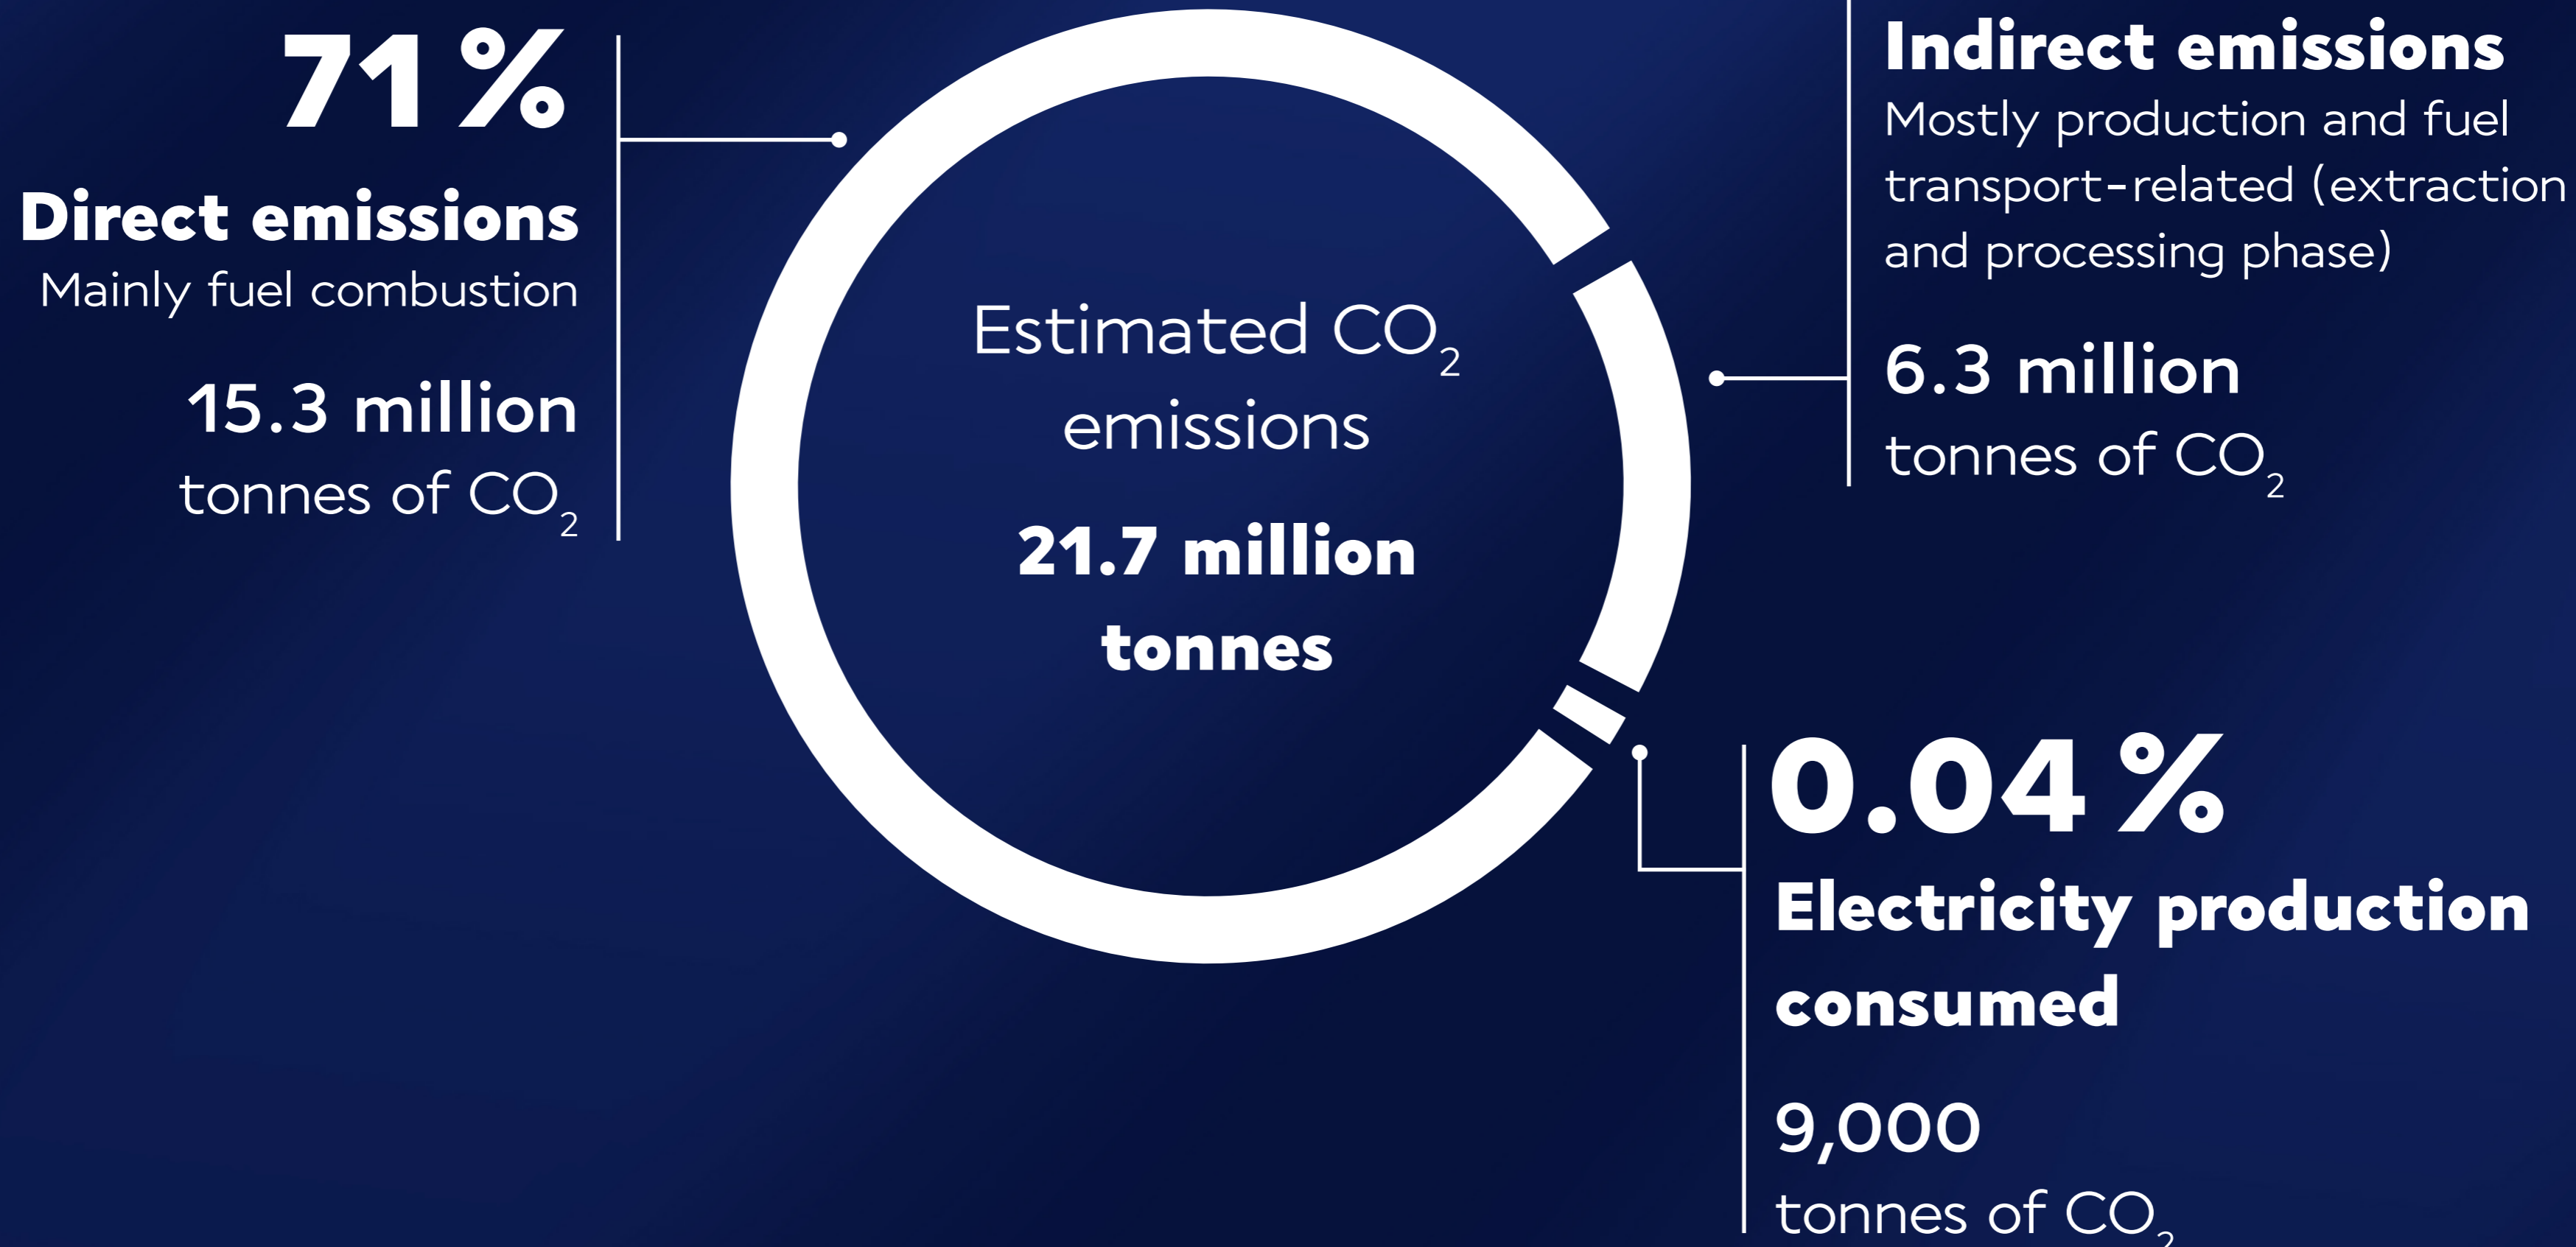 71 %
Direct emissions
Mainly fuel combustion
15.3 million
tonnes of CO₂
Estimated CO₂
emissions
21.7 million
tonnes
Indirect emissions
Mostly production and fuel
transport-related (extraction
and processing phase)
6.3 million
tonnes of CO₂
0.04 %
Electricity production
consumed
9,000
tonnes of CO₂